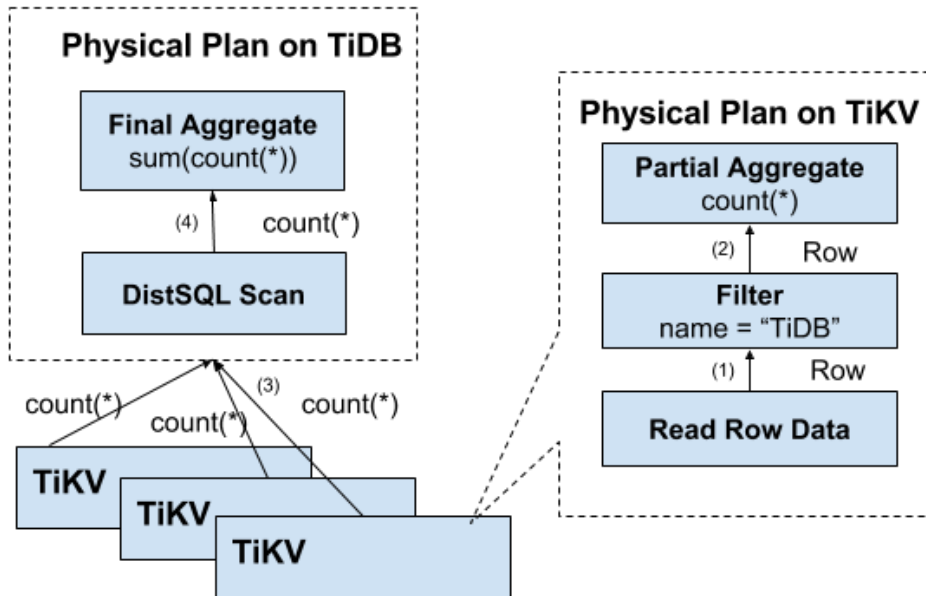 Physical Plan on TiDB
Final Aggregate
sum(count(*))
(4)
count(*)
DistSQL Scan
(3)
count(*)
count(*)
count(*)
TiKV
TiKV
TiKV
Physical Plan on TiKV
Partial Aggregate
count(*)
(2)
Row
Filter
name = “TiDB”
(1)
Row
Read Row Data